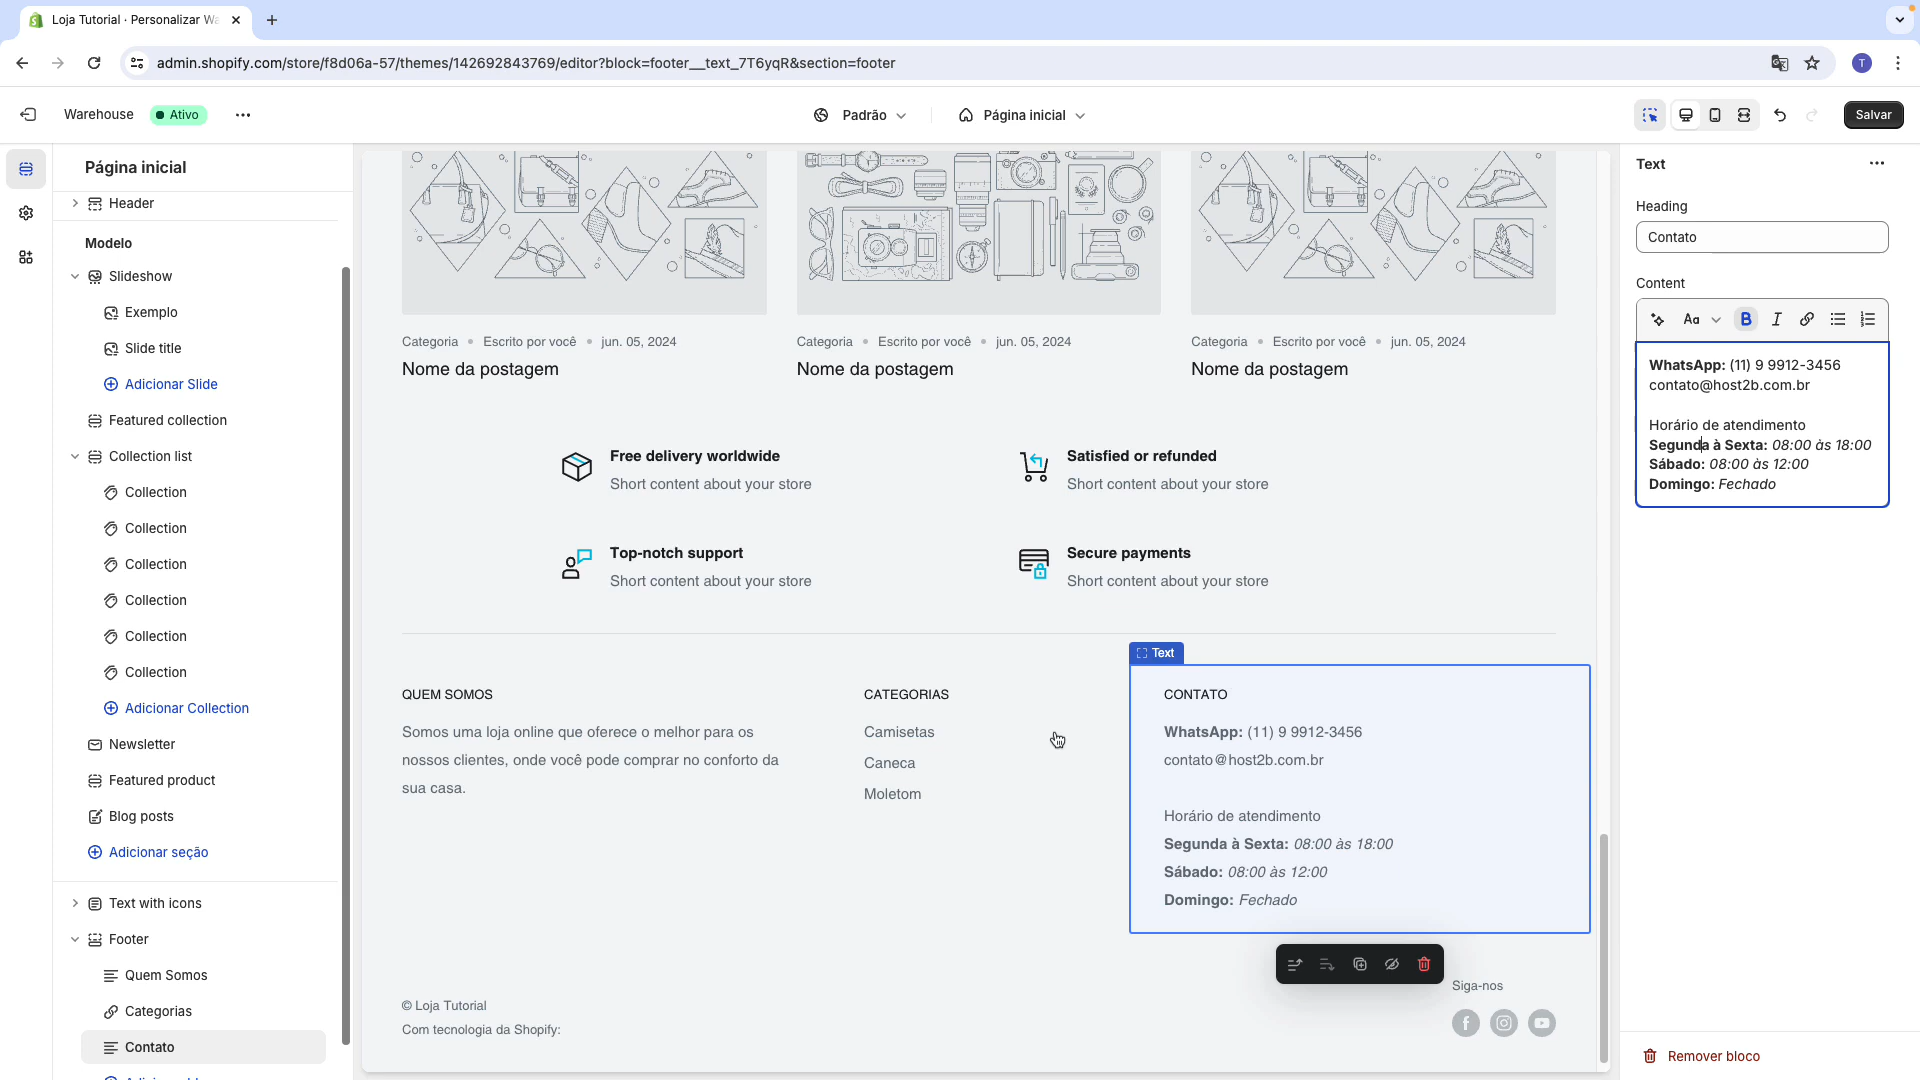 Loja Tutorial · Personalizar Wa
admin.shopify.com/store/f8d06a-57/themes/142692843769/editor?block=footer__text_7T6yqR&section=footer
T
Warehouse
Ativo
Padrão
Página inicial
Salvar
Página inicial
Header
Modelo
Slideshow
Exemplo
Slide title
Adicionar Slide
Featured collection
Collection list
Collection
Collection
Collection
Collection
Collection
Collection
Adicionar Collection
Newsletter
Featured product
Blog posts
Adicionar seção
Text with icons
Footer
Quem Somos
Categorias
Contato
Categoria • Escrito por você • jun. 05, 2024
Nome da postagem
Categoria • Escrito por você • jun. 05, 2024
Nome da postagem
Categoria • Escrito por você • jun. 05, 2024
Nome da postagem
Free delivery worldwide
Short content about your store
Satisfied or refunded
Short content about your store
Top-notch support
Short content about your store
Secure payments
Short content about your store
QUEM SOMOS
Somos uma loja online que oferece o melhor para os
nossos clientes, onde você pode comprar no conforto da
sua casa.
CATEGORIAS
Camisetas
Caneca
Moletom
Text
CONTATO
WhatsApp: (11) 9 9912-3456
contato@host2b.com.br
Horário de atendimento
Segunda à Sexta: 08:00 às 18:00
Sábado: 08:00 às 12:00
Domingo: Fechado
© Loja Tutorial
Com tecnologia da Shopify:
Siga-nos
Text
Heading
Contato
Content
Aa
B
I
WhatsApp: (11) 9 9912-3456
contato@host2b.com.br
Horário de atendimento
Segunda à Sexta: 08:00 às 18:00
Sábado: 08:00 às 12:00
Domingo: Fechado
Remover bloco